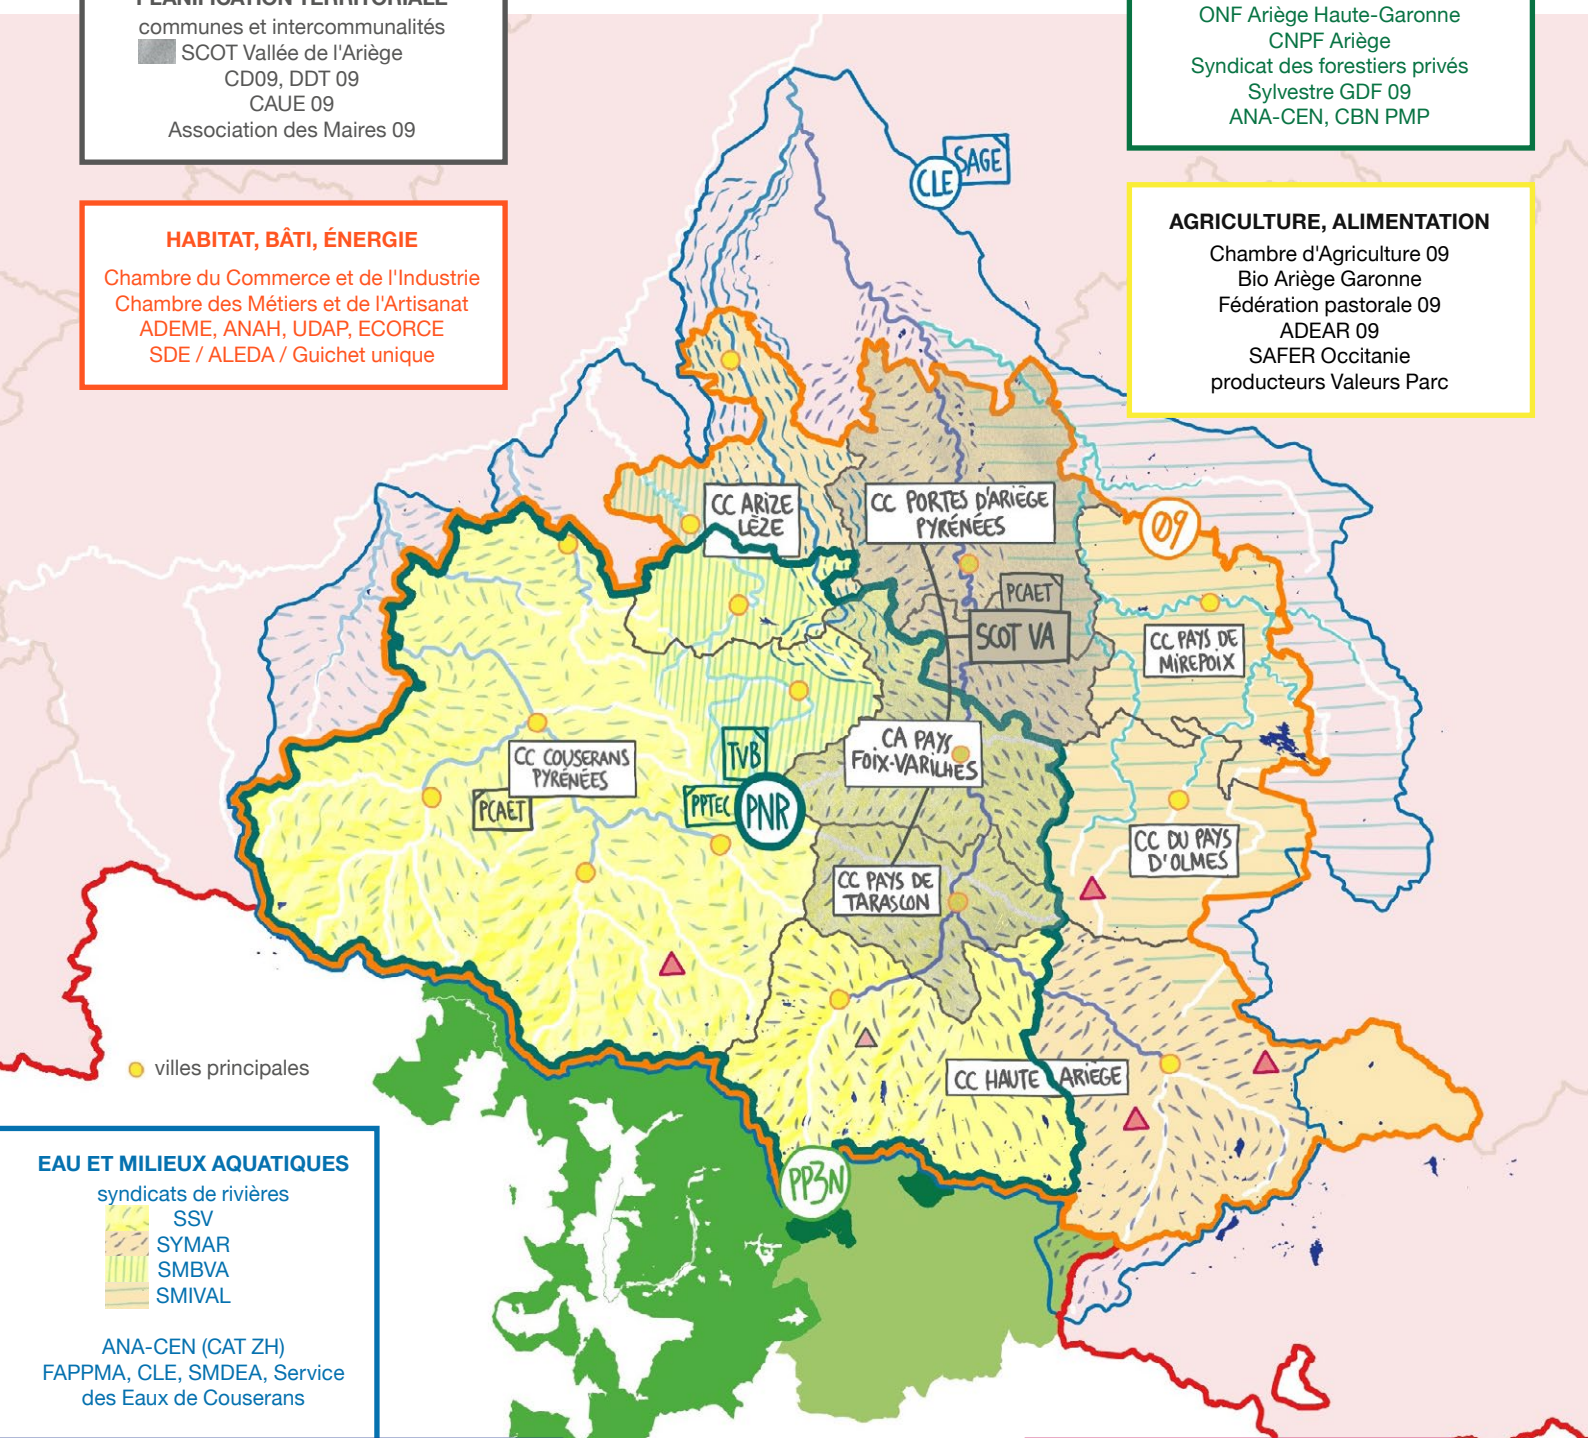 PLANIFICATION TERRITORIALE
communes et intercommunalités
SCOT Vallée de l'Ariège
CD09, DDT 09
CAUE 09
Association des Maires 09
ONF Ariège Haute-Garonne
CNPF Ariège
Syndicat des forestiers privés
Sylvestre GDF 09
ANA-CEN, CBN PMP
HABITAT, BÂTI, ÉNERGIE
Chambre du Commerce et de l'Industrie
Chambre des Métiers et de l'Artisanat
ADEME, ANAH, UDAP, ECORCE
SDE / ALEDA / Guichet unique
AGRICULTURE, ALIMENTATION
Chambre d'Agriculture 09
Bio Ariège Garonne
Fédération pastorale 09
ADEAR 09
SAFER Occitanie
producteurs Valeurs Parc
SAGE
CLE
CC ARIZE
LÈZE
CC PORTES D'ARIÈGE
PYRÉNÉES
09
PCAET
SCOT VA
CC PAYS DE
MIREPOIX
CC COUSERANS
PYRÉNÉES
PCAET
TVB
PPTEC
PNR
CA PAYS
FOIX-VARILHES
CC PAYS DE
TARASCON
CC DU PAYS
D'OLMES
CC HAUTE ARIÈGE
PP3N
villes principales
EAU ET MILIEUX AQUATIQUES
syndicats de rivières
SSV
SYMAR
SMBVA
SMIVAL
ANA-CEN (CAT ZH)
FAPPMA, CLE, SMDEA, Service
des Eaux de Couserans